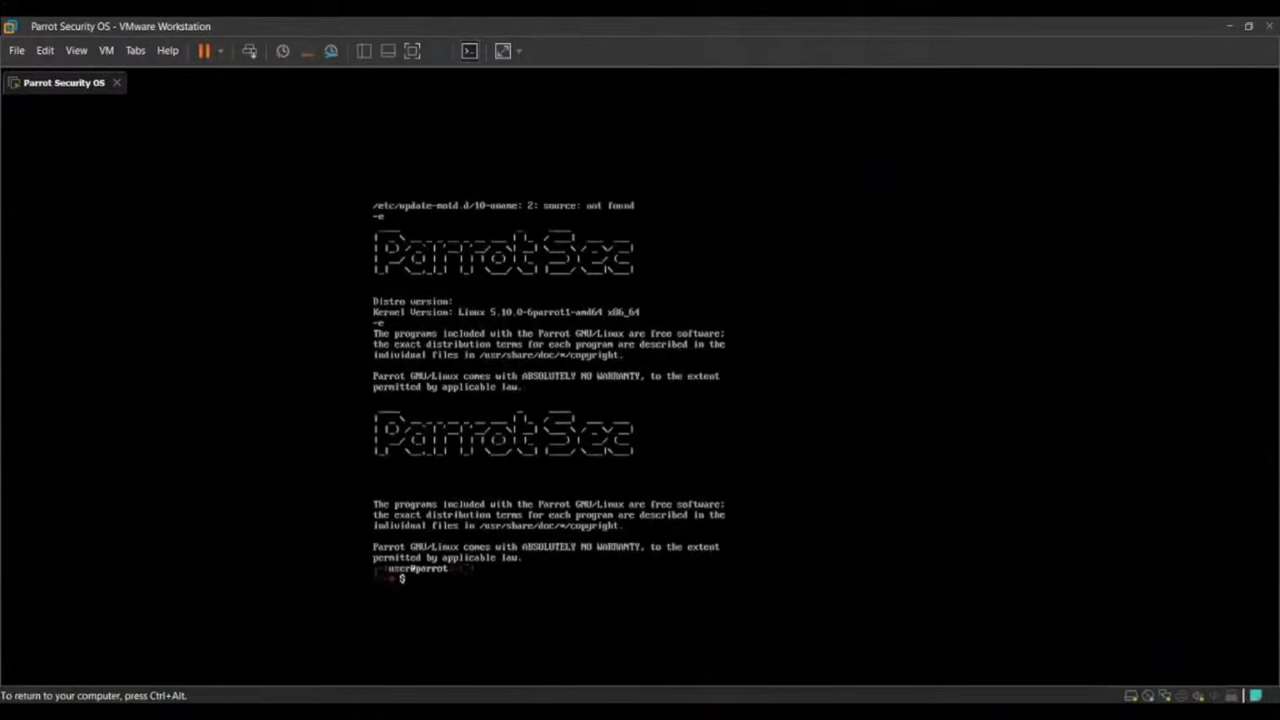 Parrot Security OS - VMware Workstation
File Edit View VM Tabs Help
Parrot Security OS
/etc/update-motd.d/10-uname: 2: source: not found
-e
ParrotSec
Distro version:
Kernel Version: Linux 5.10.0-6parrot1-amd64 x86_64
-e
The programs included with the Parrot GNU/Linux are free software;
the exact distribution terms for each program are described in the
individual files in /usr/share/doc/*/copyright.
Parrot GNU/Linux comes with ABSOLUTELY NO WARRANTY, to the extent
permitted by applicable law.
ParrotSec
The programs included with the Parrot GNU/Linux are free software;
the exact distribution terms for each program are described in the
individual files in /usr/share/doc/*/copyright.
Parrot GNU/Linux comes with ABSOLUTELY NO WARRANTY, to the extent
permitted by applicable law.
user@parrot
$
To return to your computer, press Ctrl+Alt.